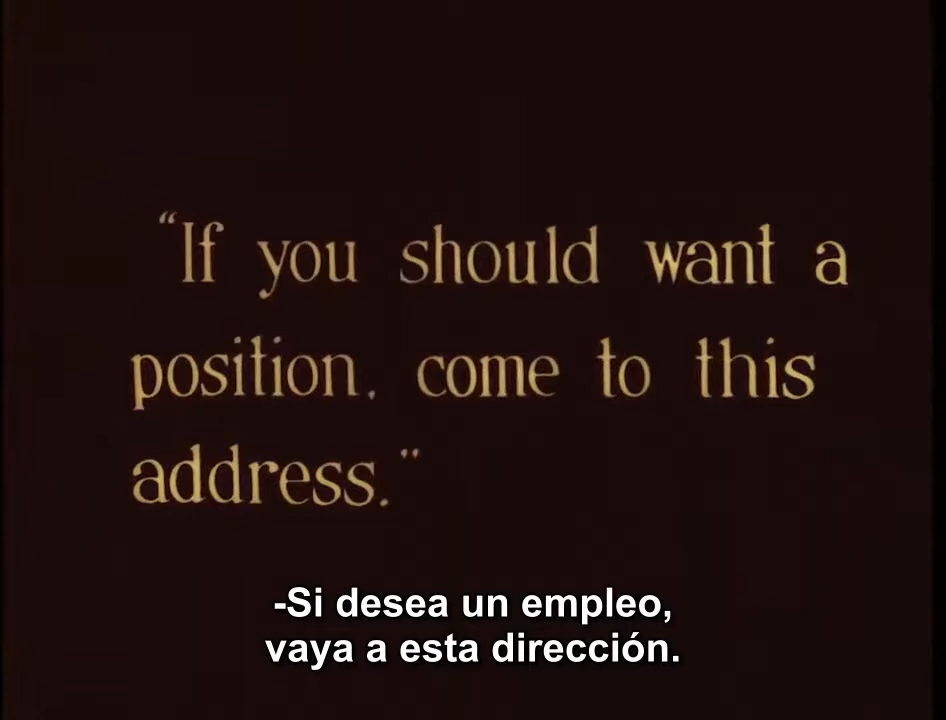 “If you should want a
position, come to this
address."
-Si desea un empleo,
vaya a esta dirección.